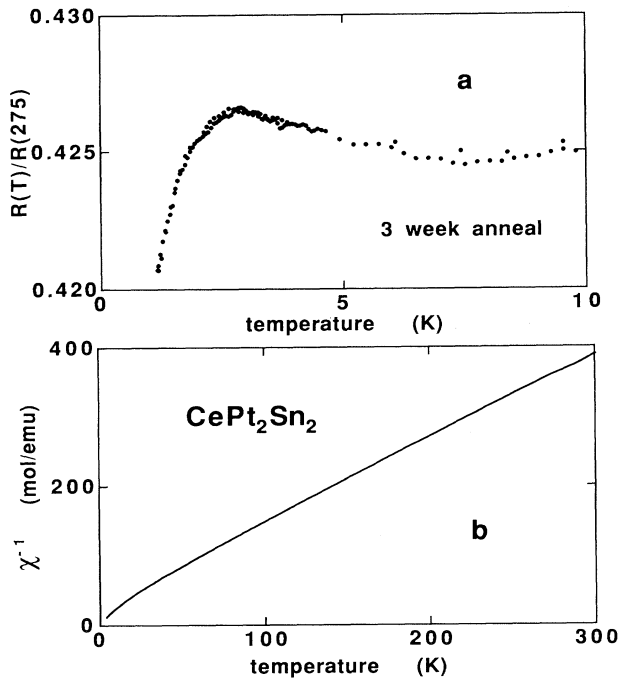 0.430
a
R(T)/R(275)
0.425
3 week anneal
0.420
0
5
10
temperature (K)
400
CePt₂Sn₂
χ⁻¹ (mol/emu)
200
b
0
0
100
200
300
temperature (K)